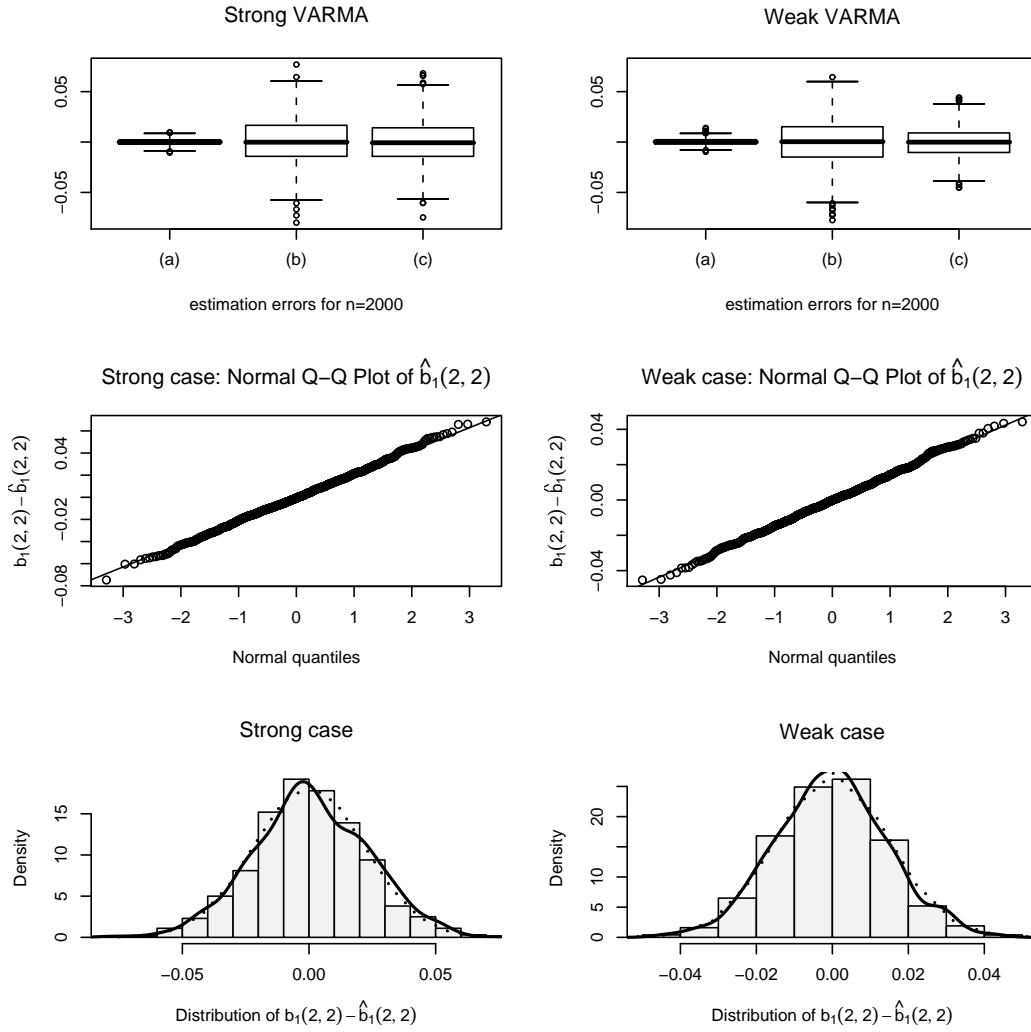 Strong VARMA
0.05
−0.05
(a) (b) (c)
estimation errors for n=2000
Weak VARMA
0.05
−0.05
(a) (b) (c)
estimation errors for n=2000
Strong case: Normal Q−Q Plot of b̂₁(2, 2)
b₁(2, 2) − b̂₁(2, 2)
0.04
−0.02
−0.08
−3 −2 −1 0 1 2 3
Normal quantiles
Weak case: Normal Q−Q Plot of b̂₁(2, 2)
b₁(2, 2) − b̂₁(2, 2)
0.04
0.00
−0.04
−3 −2 −1 0 1 2 3
Normal quantiles
Strong case
Density
15
10
5
0
−0.05 0.00 0.05
Distribution of b₁(2, 2) − b̂₁(2, 2)
Weak case
Density
20
10
5
0
−0.04 −0.02 0.00 0.02 0.04
Distribution of b₁(2, 2) − b̂₁(2, 2)